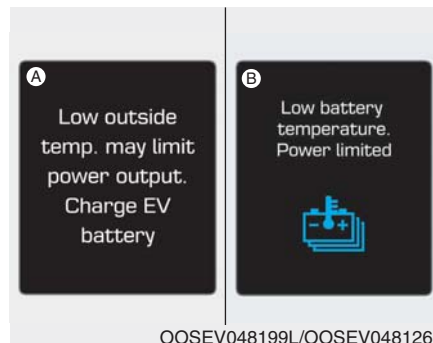 A
Low outside
temp. may limit
power output.
Charge EV
battery
B
Low battery
temperature.
Power limited
- +
OOSEV048199L/OOSEV048126